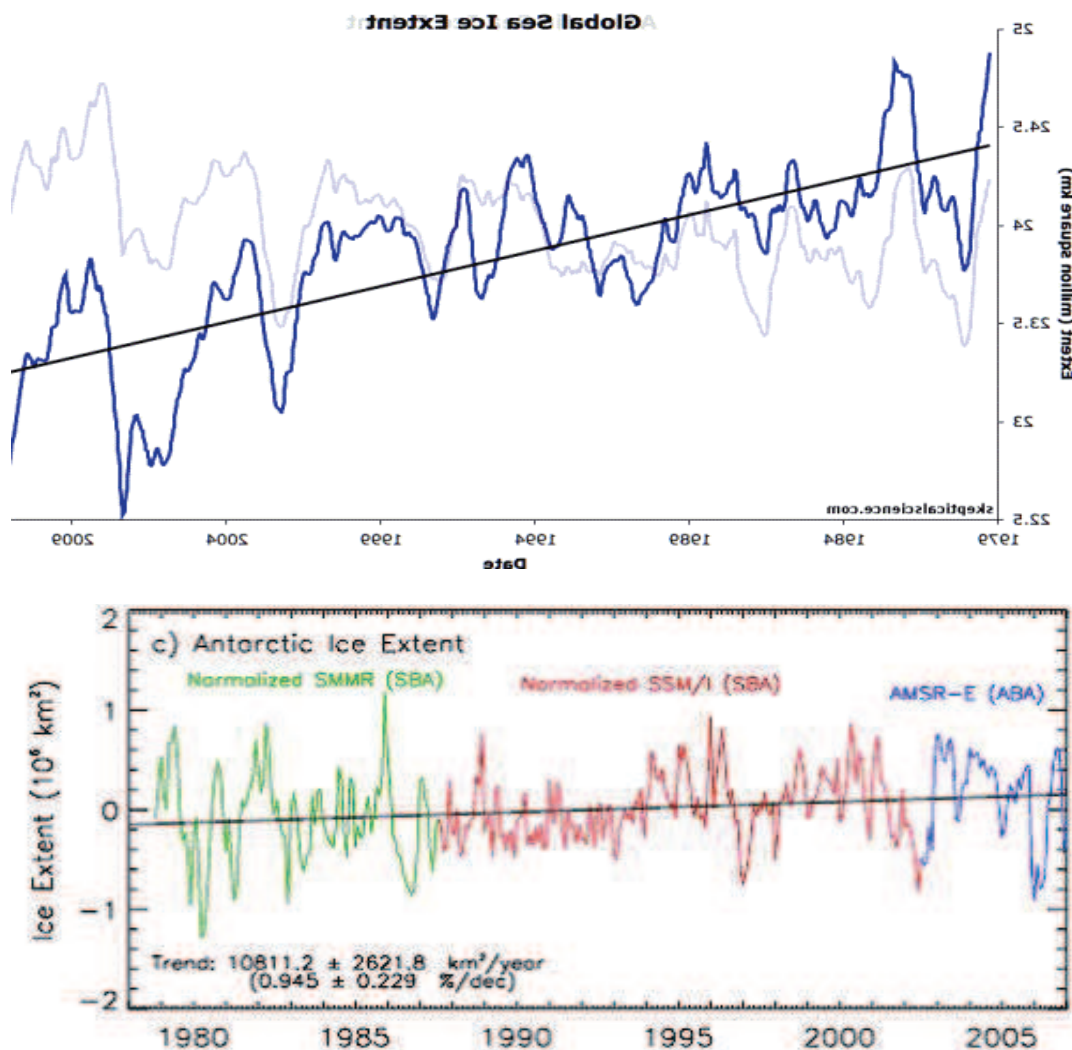 Global Sea Ice Extent
25
24.5
24
23.5
23
22.5
Extent (million square km)
skepticalscience.com
2009 2004 1999 1994 1989 1984 1979
Date
2
1
0
-1
-2
Ice Extent (10⁶ km²)
c) Antarctic Ice Extent
Normalized SMMR (SBA)
Normalized SSM/I (SBA)
AMSR-E (ABA)
Trend: 10811.2 ± 2621.8 km²/year
(0.945 ± 0.229 %/dec)
1980 1985 1990 1995 2000 2005